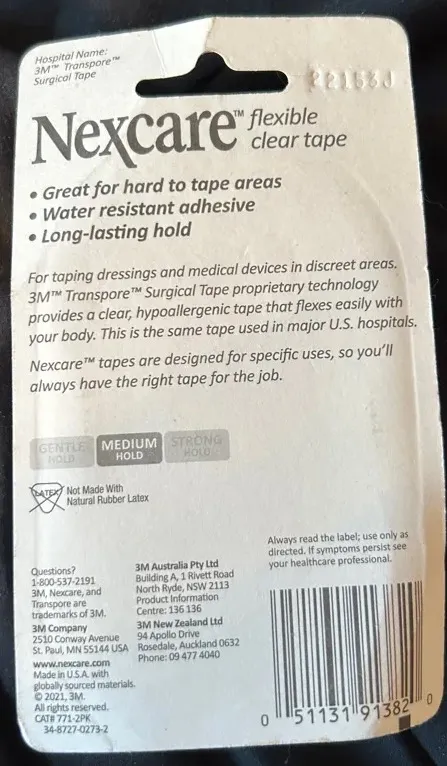 Hospital Name:
3M™ Transpore™
Surgical Tape
22153J
Nexcare™ flexible
clear tape
• Great for hard to tape areas
• Water resistant adhesive
• Long-lasting hold
For taping dressings and medical devices in discreet areas.
3M™ Transpore™ Surgical Tape proprietary technology
provides a clear, hypoallergenic tape that flexes easily with
your body. This is the same tape used in major U.S. hospitals.
Nexcare™ tapes are designed for specific uses, so you'll
always have the right tape for the job.
GENTLE HOLD
MEDIUM HOLD
STRONG HOLD
LATEX
Not Made With
Natural Rubber Latex
Always read the label; use only as
directed. If symptoms persist see
your healthcare professional.
Questions?
1-800-537-2191
3M, Nexcare, and
Transpore are
trademarks of 3M.
3M Company
2510 Conway Avenue
St. Paul, MN 55144 USA
www.nexcare.com
Made in U.S.A. with
globally sourced materials.
© 2021, 3M.
All rights reserved.
CAT# 771-2PK
34-8727-0273-2
3M Australia Pty Ltd
Building A, 1 Rivett Road
North Ryde, NSW 2113
Product Information
Centre: 136 136
3M New Zealand Ltd
94 Apollo Drive
Rosedale, Auckland 0632
Phone: 09 477 4040
0 51131 91382 0